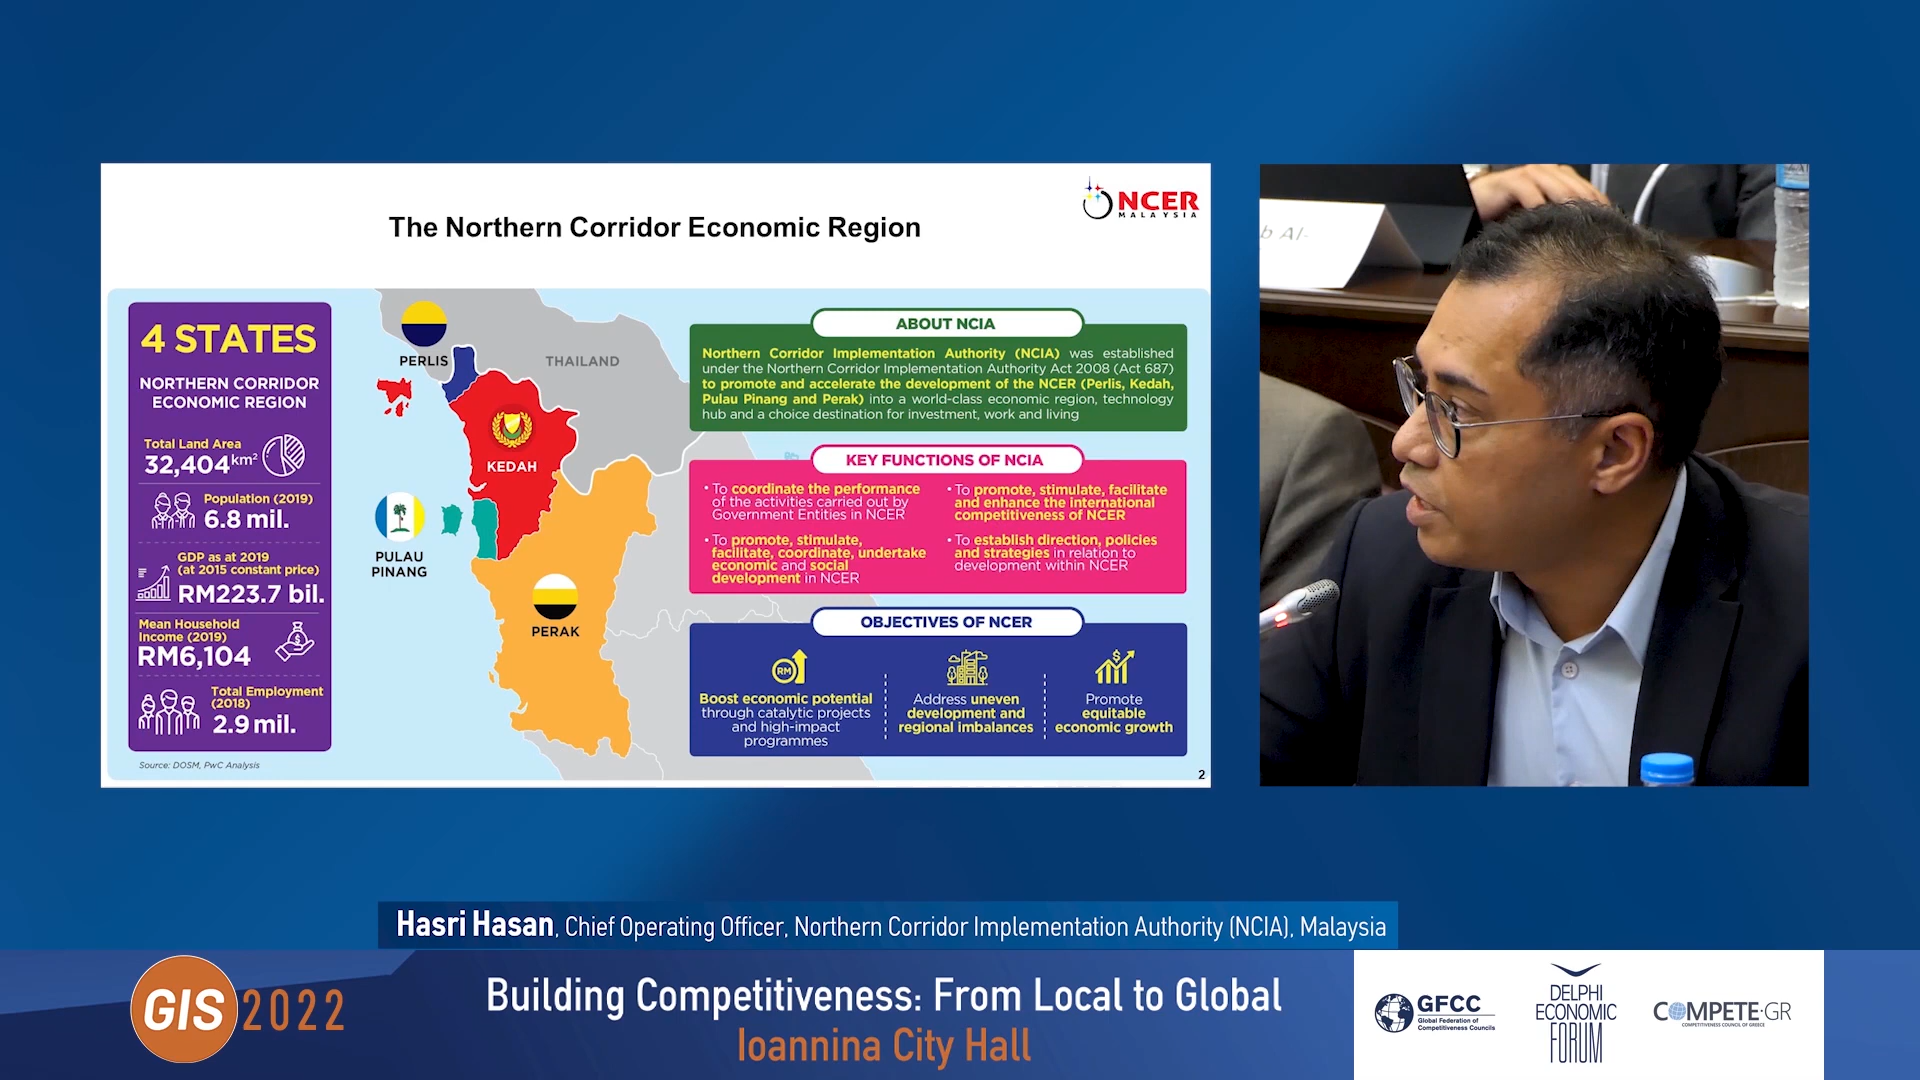 The Northern Corridor Economic Region
NCER
MALAYSIA
4 STATES
NORTHERN CORRIDOR
ECONOMIC REGION
Total Land Area
32,404km²
Population (2019)
6.8 mil.
GDP as at 2019
(at 2015 constant price)
RM223.7 bil.
Mean Household
Income (2019)
RM6,104
Total Employment
(2018)
2.9 mil.
Source: DOSM, PwC Analysis
PERLIS
THAILAND
KEDAH
PULAU
PINANG
PERAK
ABOUT NCIA
Northern Corridor Implementation Authority (NCIA) was established
under the Northern Corridor Implementation Authority Act 2008 (Act 687)
to promote and accelerate the development of the NCER (Perlis, Kedah,
Pulau Pinang and Perak) into a world-class economic region, technology
hub and a choice destination for investment, work and living
KEY FUNCTIONS OF NCIA
• To coordinate the performance
of the activities carried out by
Government Entities in NCER
• To promote, stimulate,
facilitate, coordinate, undertake
economic and social
development in NCER
• To promote, stimulate, facilitate
and enhance the international
competitiveness of NCER
• To establish direction, policies
and strategies in relation to
development within NCER
OBJECTIVES OF NCER
RM
Boost economic potential
through catalytic projects
and high-impact
programmes
Address uneven
development and
regional imbalances
Promote
equitable
economic growth
2
b Al-
Hasri Hasan, Chief Operating Officer, Northern Corridor Implementation Authority (NCIA), Malaysia
GIS 2022
Building Competitiveness: From Local to Global
Ioannina City Hall
GFCC
Global Federation of
Competitiveness Councils
DELPHI
ECONOMIC
FORUM
COMPETE·GR
COMPETITIVENESS COUNCIL OF GREECE